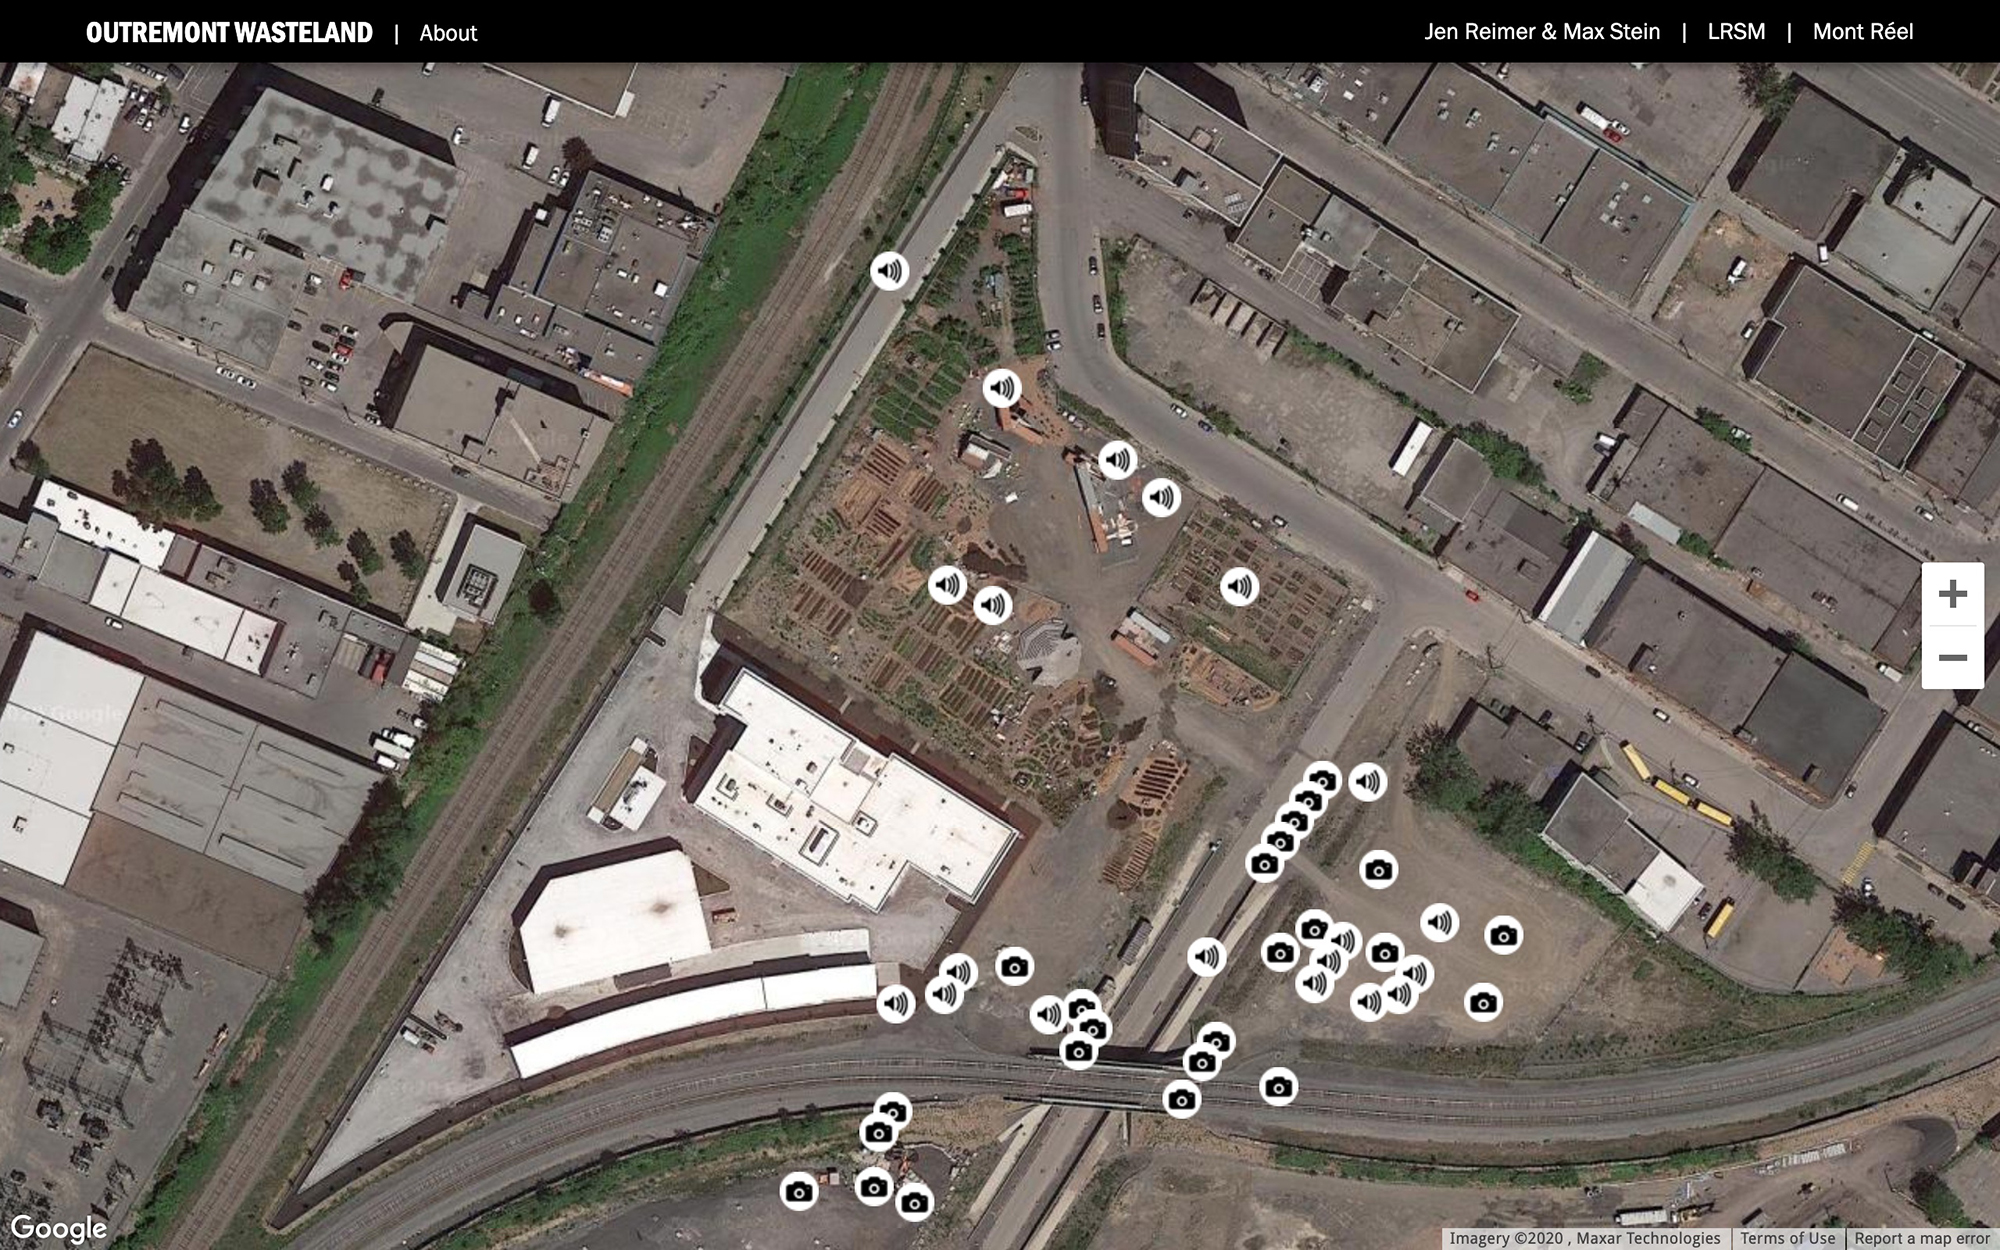 OUTREMONT WASTELAND | About
Jen Reimer & Max Stein | LRSM | Mont Réel
Google
Imagery ©2020 , Maxar Technologies | Terms of Use | Report a map error